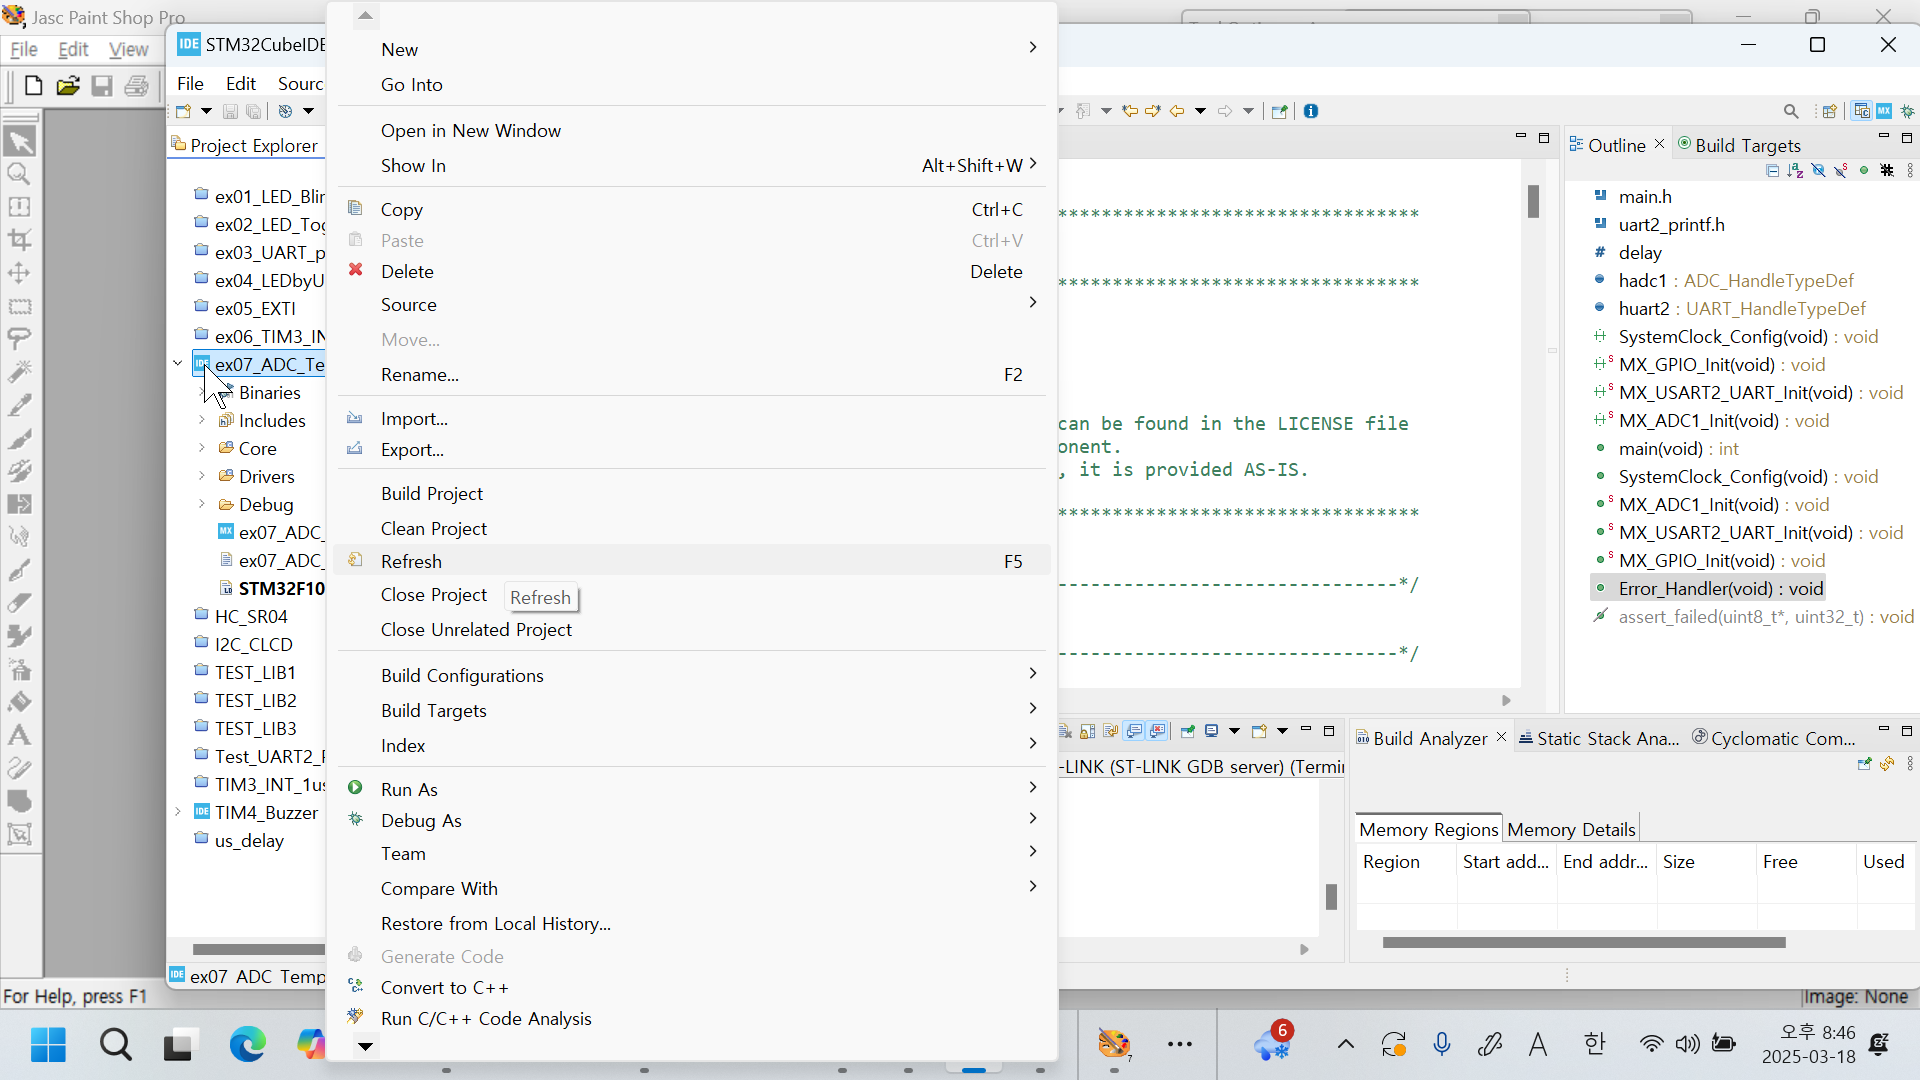 Jasc Paint Shop Pro
File Edit View
STM32CubeIDE
File Edit Sourc
Project Explorer
ex01_LED_Blin
ex02_LED_Tog
ex03_UART_p
ex04_LEDbyU
ex05_EXTI
ex06_TIM3_IN
ex07_ADC_Te
Binaries
Includes
Core
Drivers
Debug
ex07_ADC_
ex07_ADC_
STM32F10
HC_SR04
I2C_CLCD
TEST_LIB1
TEST_LIB2
TEST_LIB3
Test_UART2_P
TIM3_INT_1us
TIM4_Buzzer
us_delay
ex07_ADC_Temp
New
Go Into
Open in New Window
Show In Alt+Shift+W
Copy Ctrl+C
Paste Ctrl+V
Delete Delete
Source
Move...
Rename... F2
Import...
Export...
Build Project
Clean Project
Refresh F5
Close Project
Refresh
Close Unrelated Project
Build Configurations
Build Targets
Index
Run As
Debug As
Team
Compare With
Restore from Local History...
Generate Code
Convert to C++
Run C/C++ Code Analysis
*********************************
*********************************
can be found in the LICENSE file
onent.
, it is provided AS-IS.
*********************************
-------------------------------*/
-------------------------------*/
-LINK (ST-LINK GDB server) (Termin
Outline
Build Targets
main.h
uart2_printf.h
delay
hadc1 : ADC_HandleTypeDef
huart2 : UART_HandleTypeDef
SystemClock_Config(void) : void
MX_GPIO_Init(void) : void
MX_USART2_UART_Init(void) : void
MX_ADC1_Init(void) : void
main(void) : int
SystemClock_Config(void) : void
MX_ADC1_Init(void) : void
MX_USART2_UART_Init(void) : void
MX_GPIO_Init(void) : void
Error_Handler(void) : void
assert_failed(uint8_t*, uint32_t) : void
Build Analyzer
Static Stack Ana...
Cyclomatic Com...
Memory Regions
Memory Details
Region Start add... End addr... Size Free Used
For Help, press F1
Image: None
6
A
한
오후 8:46
2025-03-18